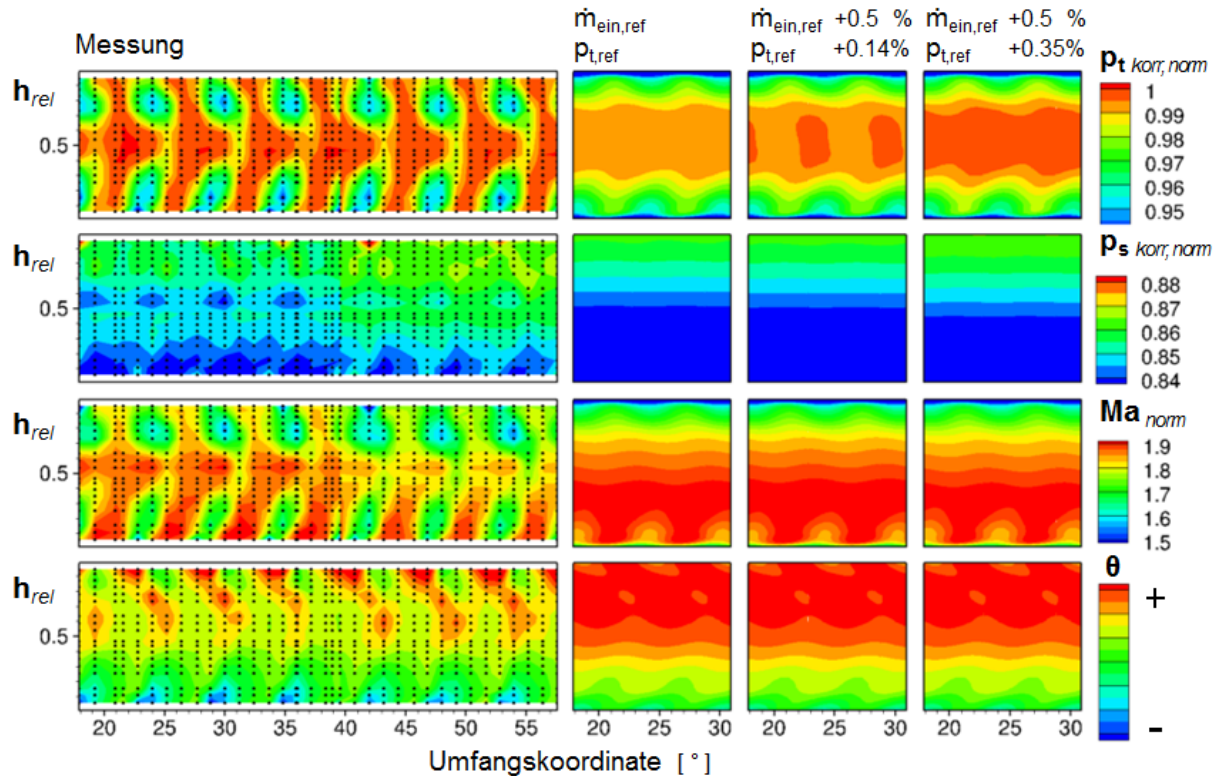 ṁein,ref ṁein,ref +0.5 % ṁein,ref +0.5 %
Messung pt,ref pt,ref +0.14% pt,ref +0.35%
pt korr,norm
hrel
0.5
1
0.99
0.98
0.97
0.96
0.95
ps korr,norm
hrel
0.5
0.88
0.87
0.86
0.85
0.84
Ma norm
hrel
0.5
1.9
1.8
1.7
1.6
1.5
θ
hrel
0.5
+
-
20 25 30 35 40 45 50 55 20 30 20 30 20 30
Umfangskoordinate [ ° ]